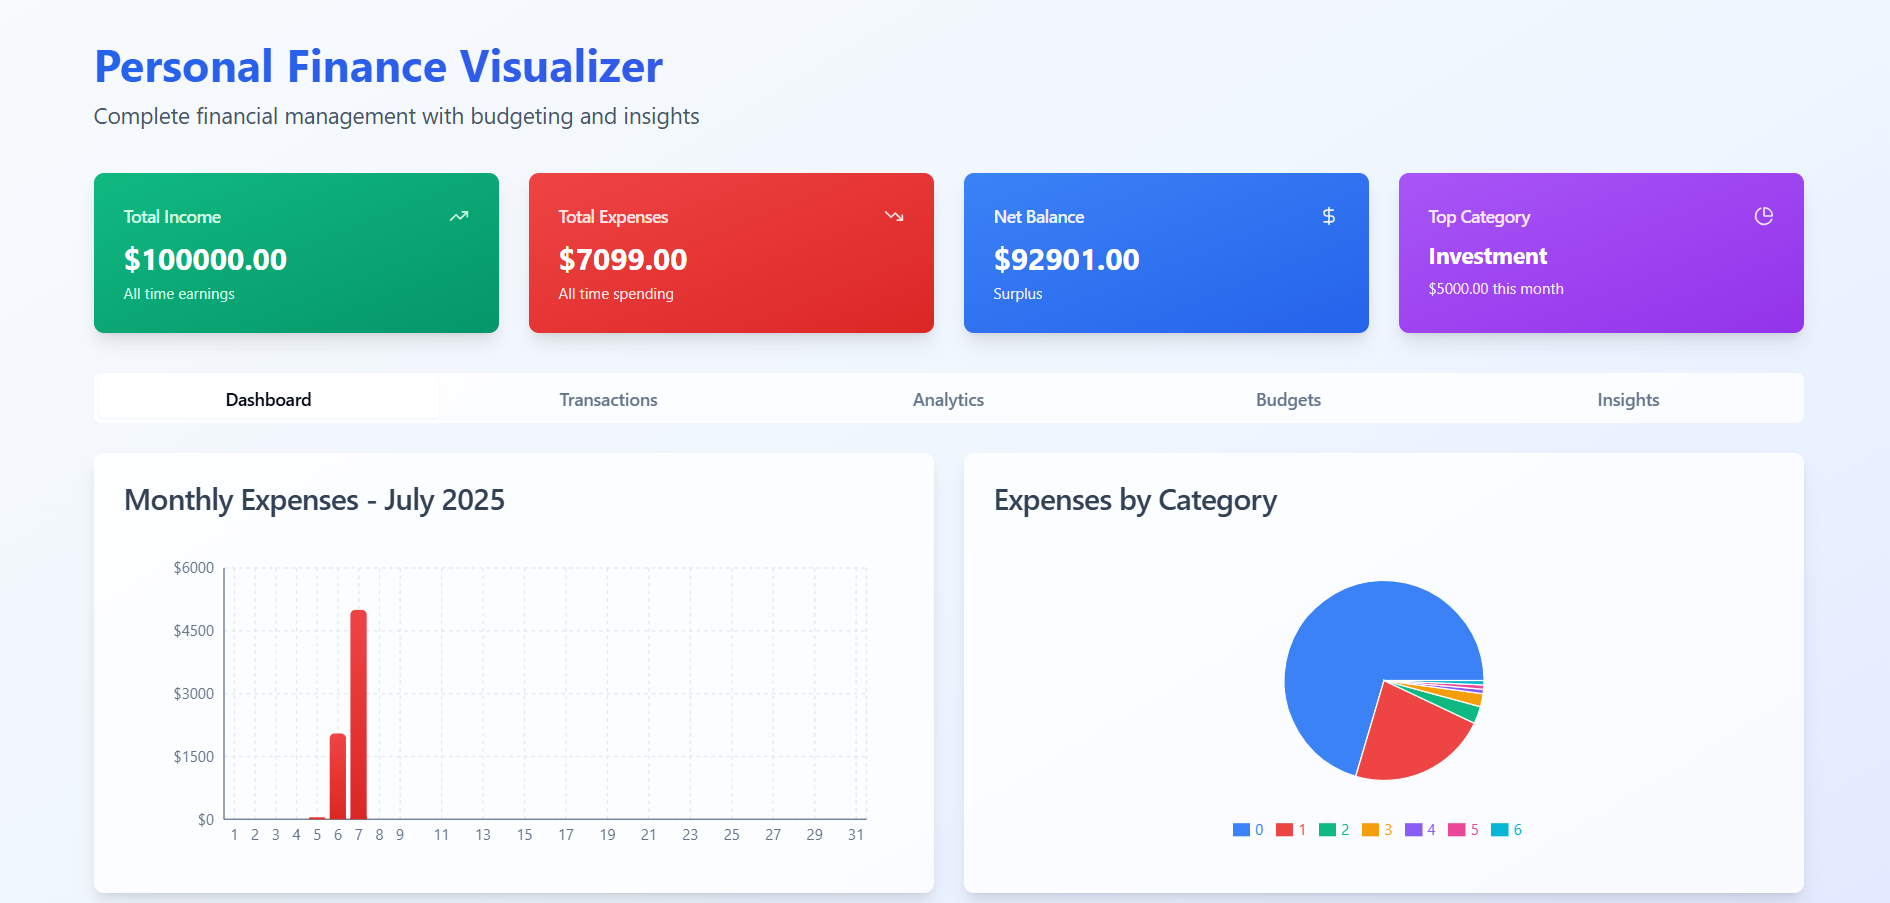 Personal Finance Visualizer
Complete financial management with budgeting and insights
Total Income
$100000.00
All time earnings
Total Expenses
$7099.00
All time spending
Net Balance
$92901.00
Surplus
Top Category
Investment
$5000.00 this month
Dashboard Transactions Analytics Budgets Insights
Monthly Expenses - July 2025
$6000
$4500
$3000
$1500
$0
1 2 3 4 5 6 7 8 9 11 13 15 17 19 21 23 25 27 29 31
Expenses by Category
0 1 2 3 4 5 6